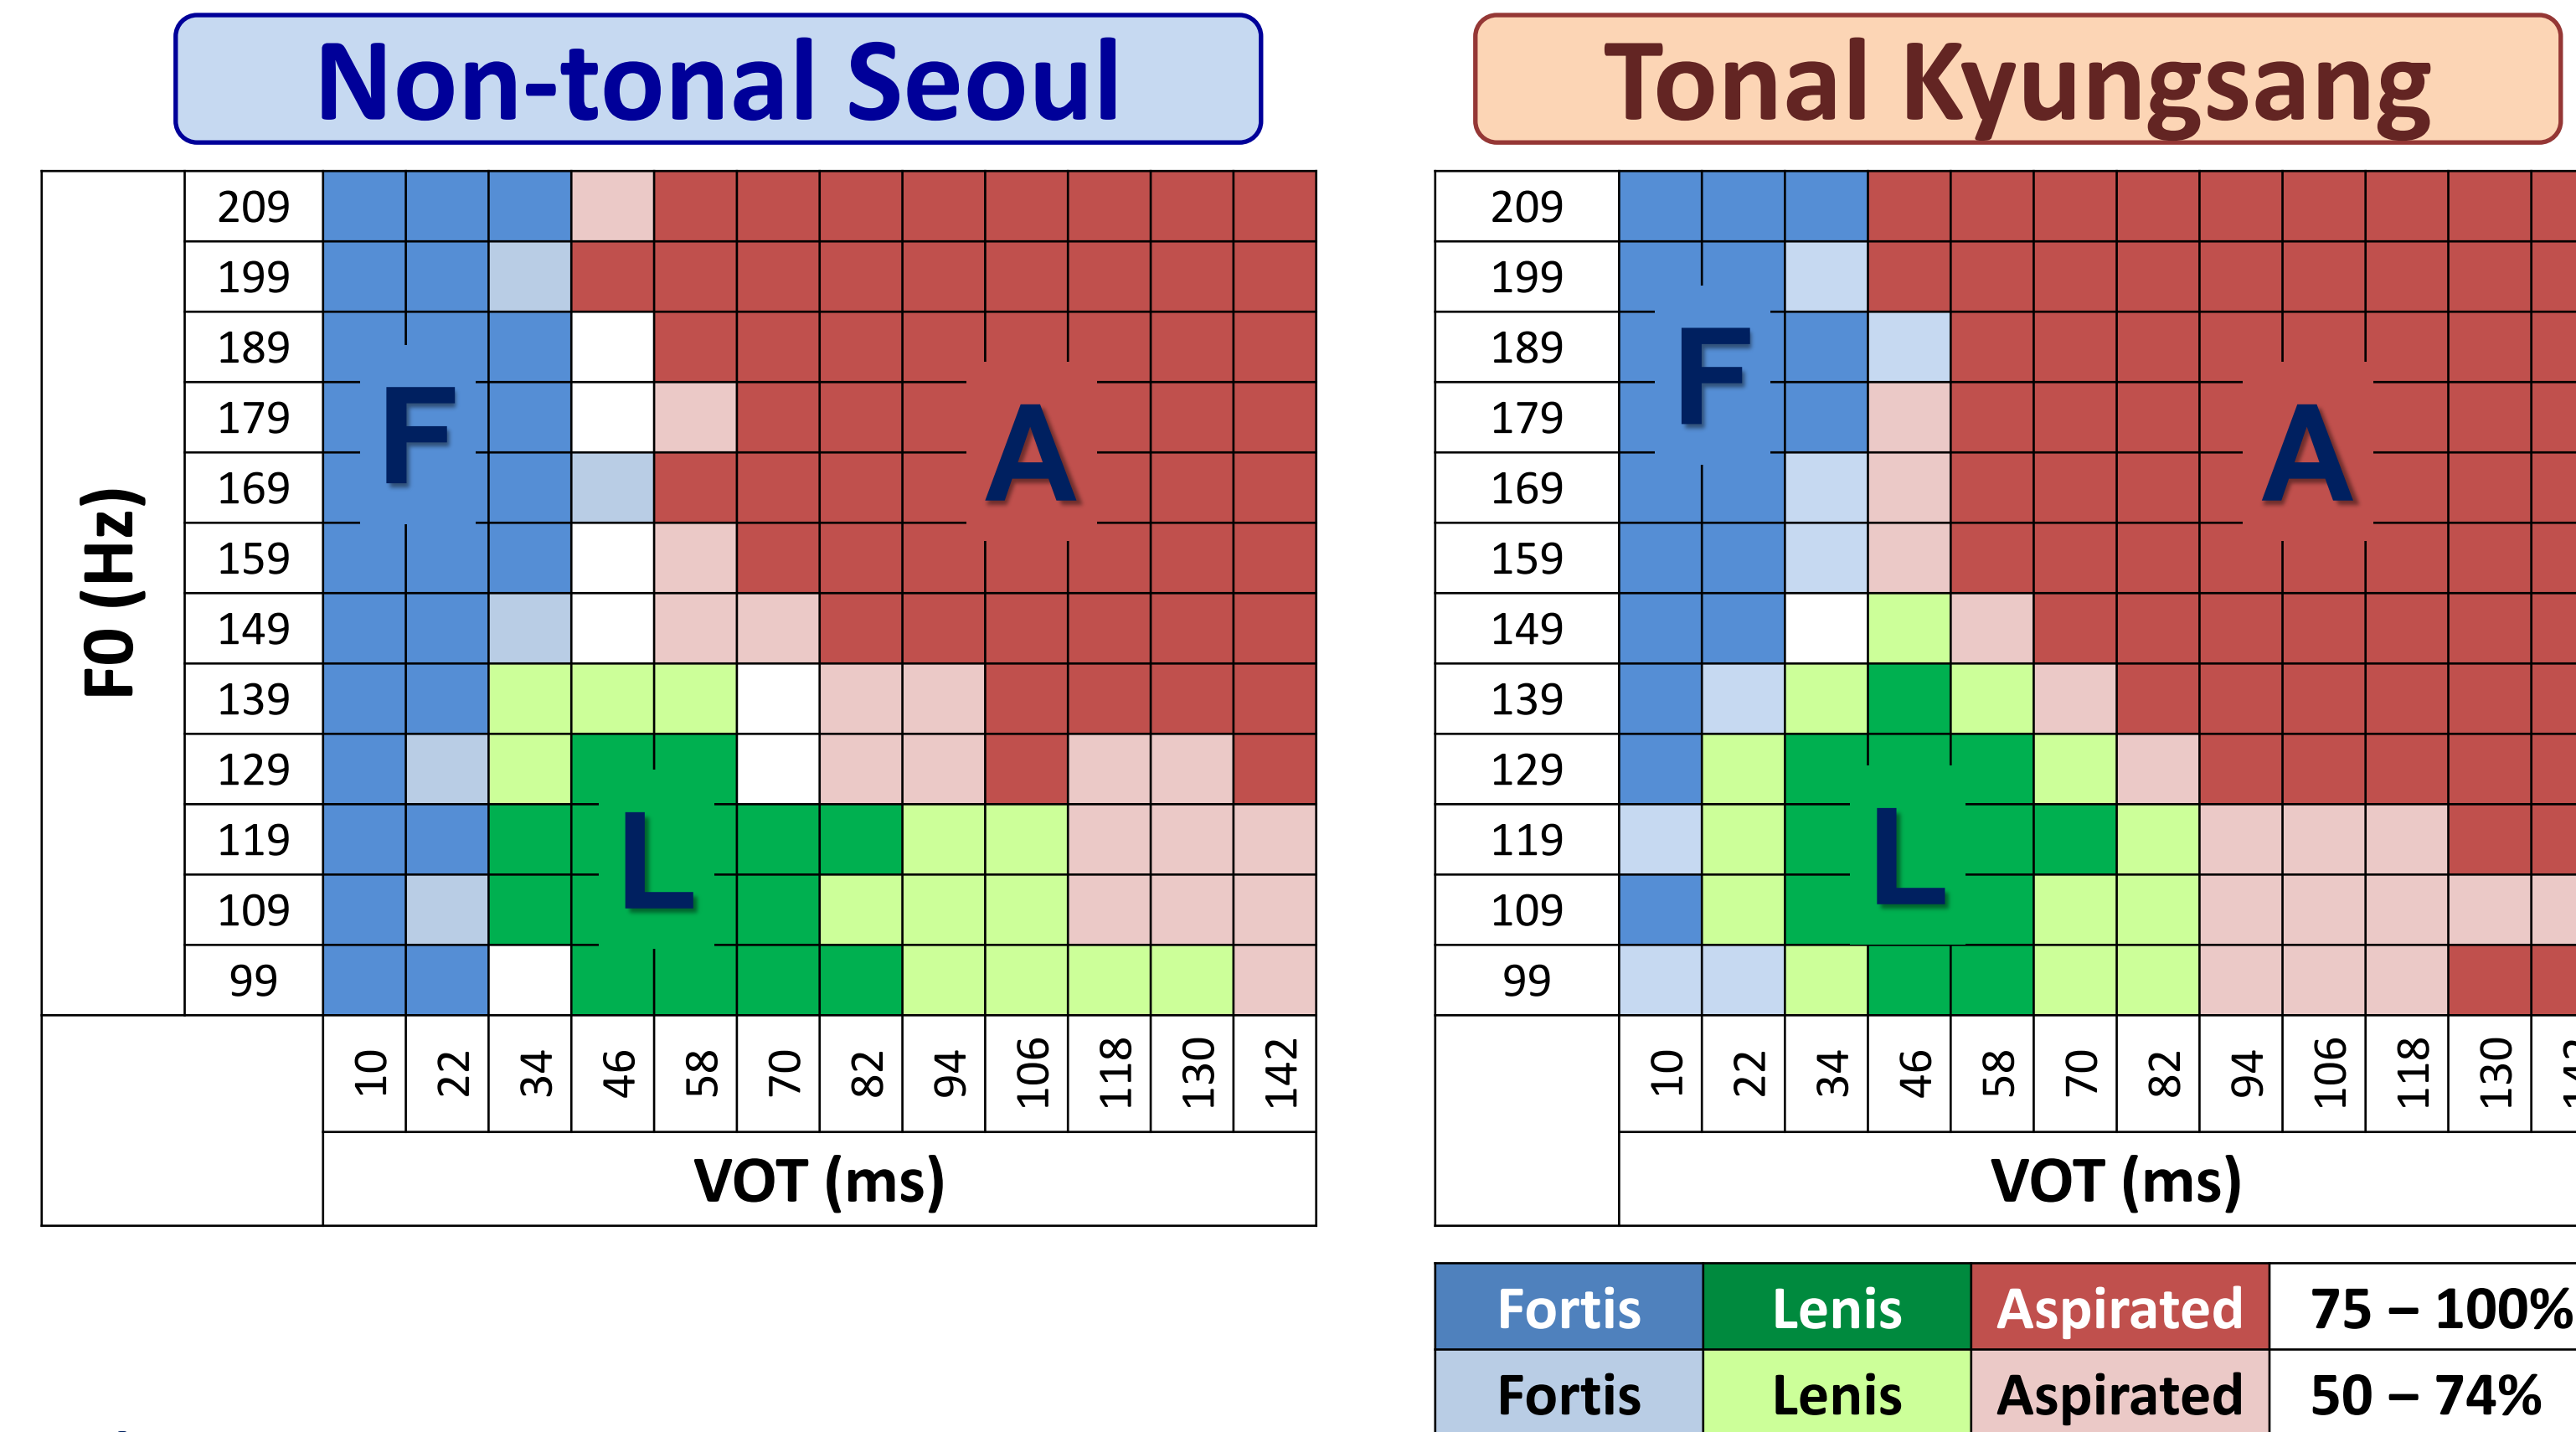 Non-tonal Seoul
Tonal Kyungsang
F0 (Hz)
209
199
189
179
169
159
149
139
129
119
109
99
F
A
L
10 22 34 46 58 70 82 94 106 118 130 142
VOT (ms)
209
199
189
179
169
159
149
139
129
119
109
99
F
A
L
10 22 34 46 58 70 82 94 106 118 130
VOT (ms)
Fortis Lenis Aspirated 75 – 100%
Fortis Lenis Aspirated 50 – 74%